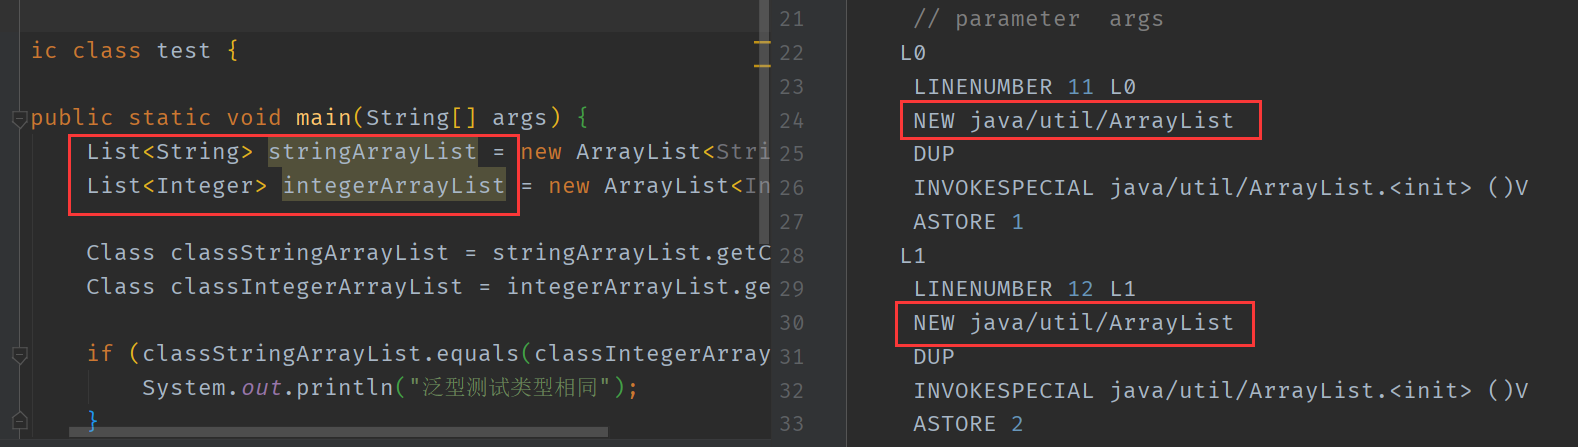 ic class test {
public static void main(String[] args) {
List<String> stringArrayList = new ArrayList<Stri
List<Integer> integerArrayList = new ArrayList<In
Class classStringArrayList = stringArrayList.getC
Class classIntegerArrayList = integerArrayList.ge
if (classStringArrayList.equals(classIntegerArray
System.out.println("泛型测试类型相同");
}
21 // parameter  args
22 L0
23 LINENUMBER 11 L0
24 NEW java/util/ArrayList
25 DUP
26 INVOKESPECIAL java/util/ArrayList.<init> ()V
27 ASTORE 1
28 L1
29 LINENUMBER 12 L1
30 NEW java/util/ArrayList
31 DUP
32 INVOKESPECIAL java/util/ArrayList.<init> ()V
33 ASTORE 2